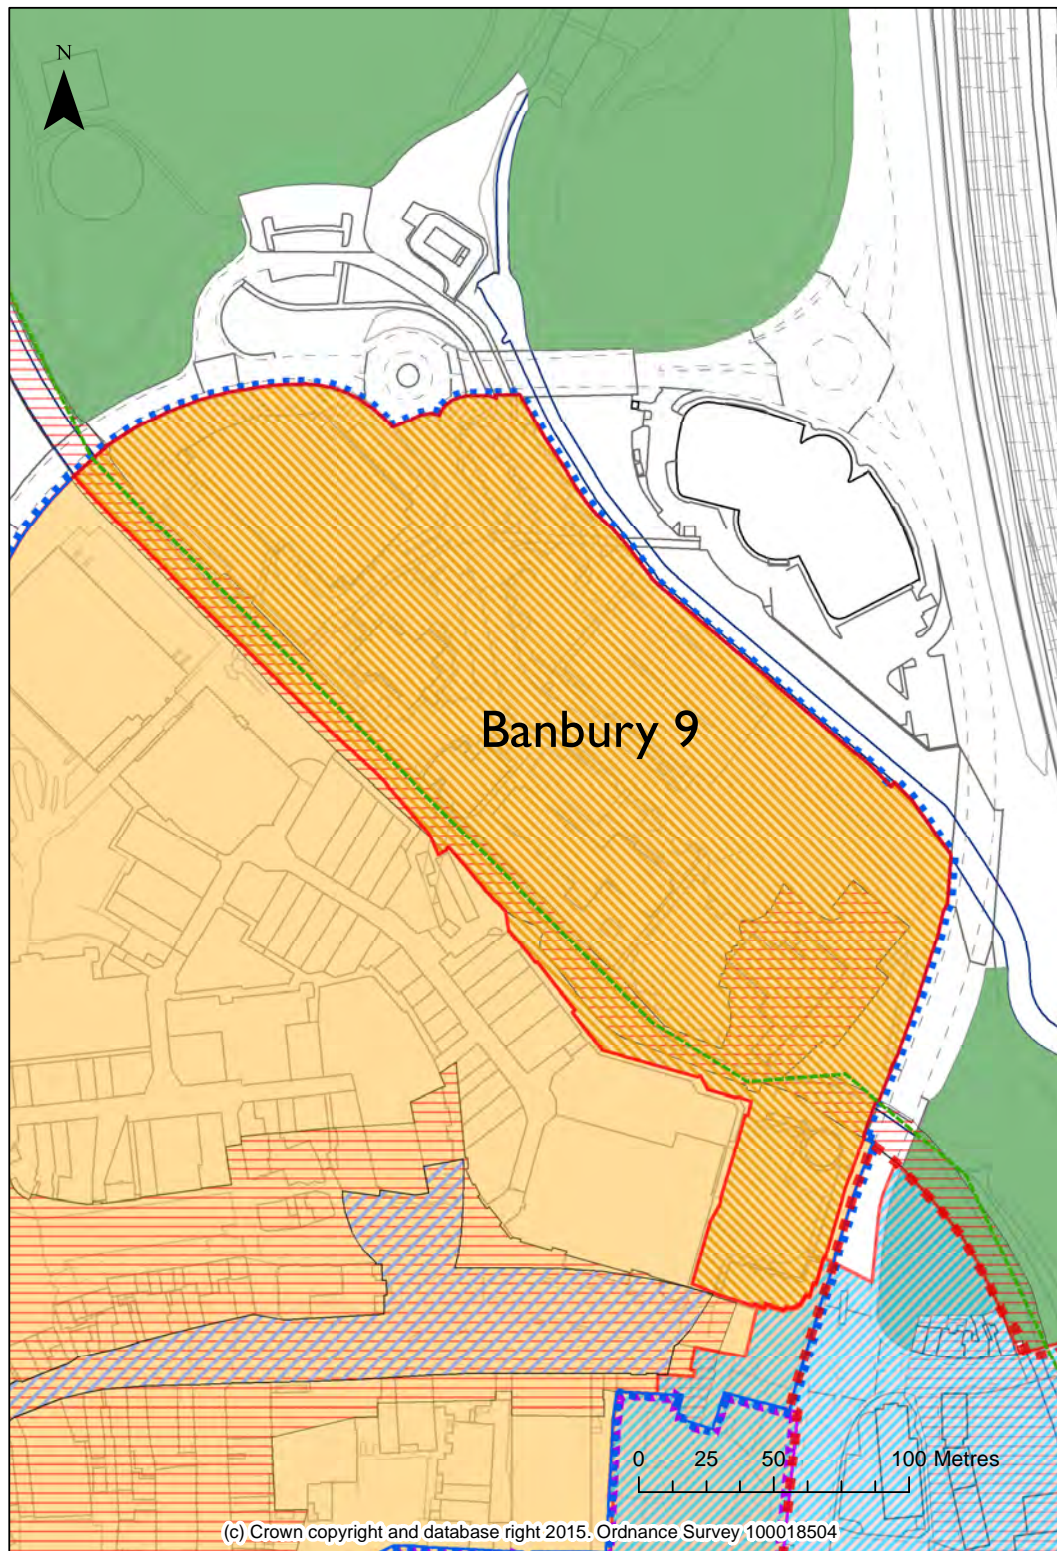 N
Banbury 9
0 25 50 100 Metres
(c) Crown copyright and database right 2015. Ordnance Survey 100018504